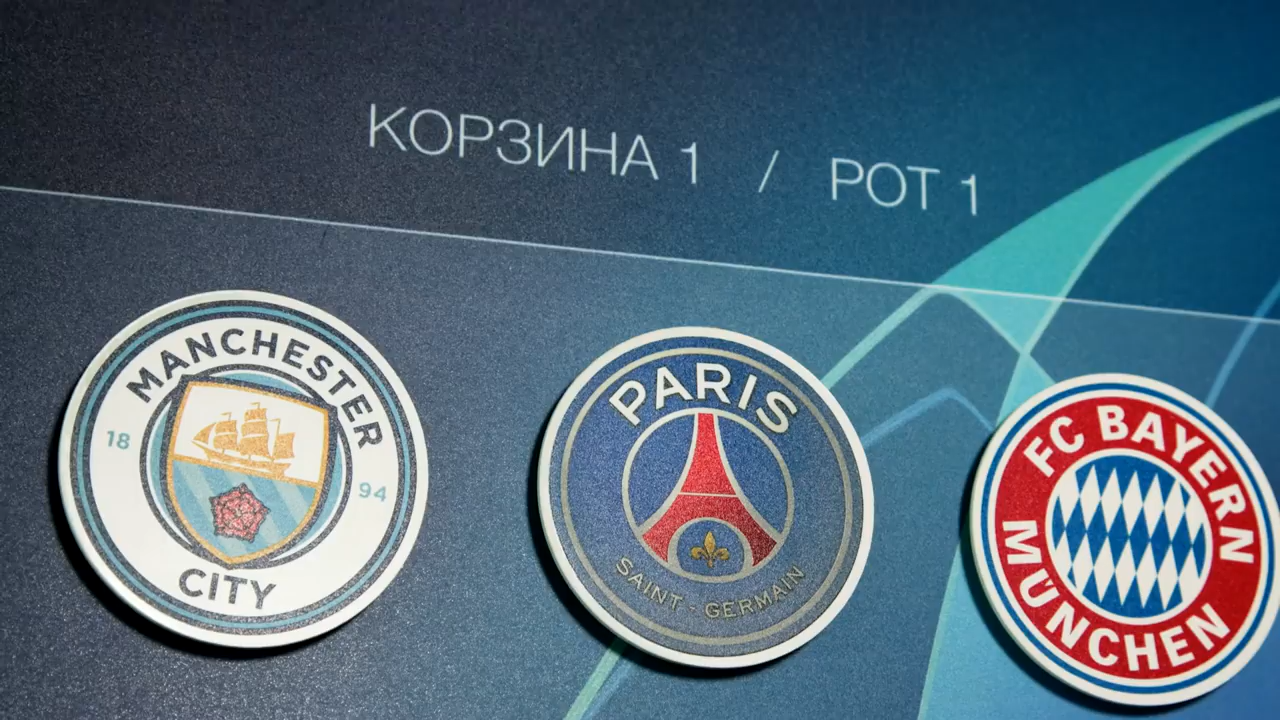 КОРЗИНА 1 / POT 1
MANCHESTER
18 94
CITY
PARIS
SAINT - GERMAIN
FC BAYERN
MÜNCHEN